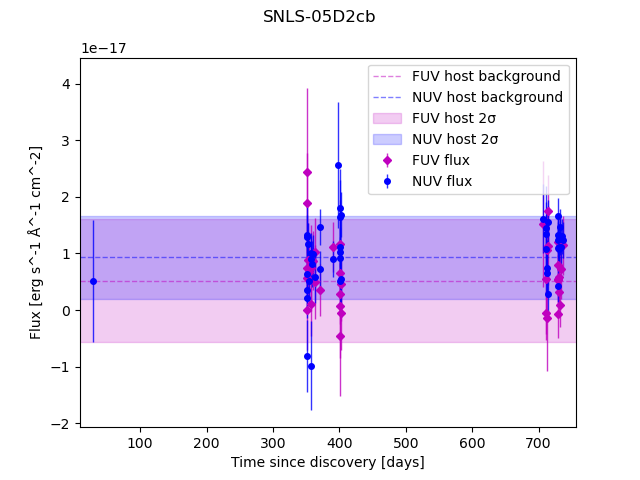 SNLS-05D2cb
1e−17
FUV host background
NUV host background
FUV host 2σ
NUV host 2σ
FUV flux
NUV flux
4
3
2
1
0
−1
−2
Flux [erg s^-1 Å^-1 cm^-2]
100 200 300 400 500 600 700
Time since discovery [days]